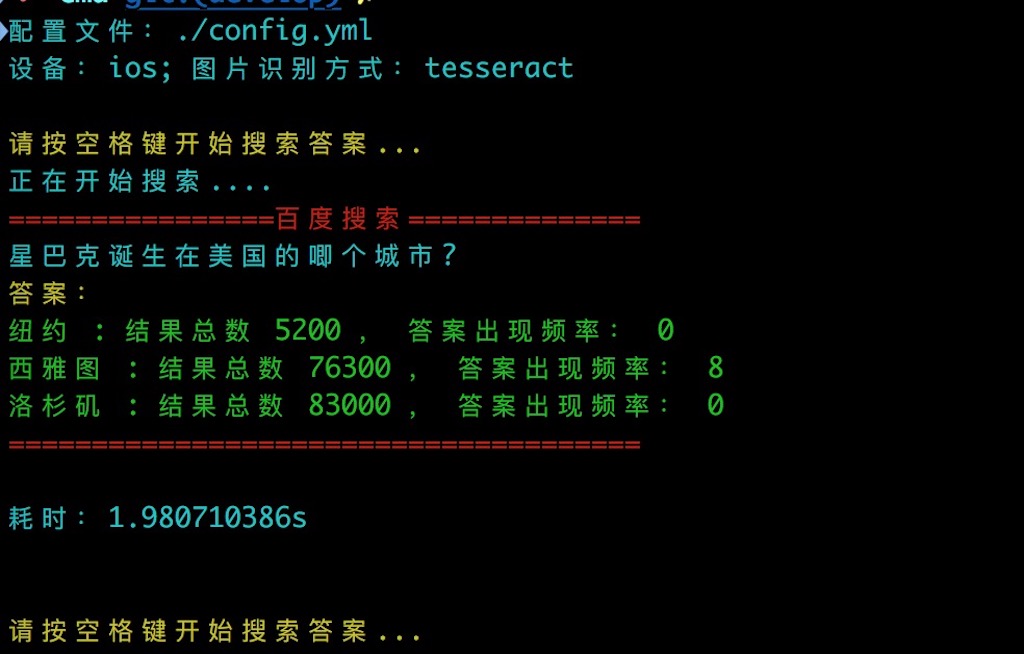 cmd git:(develop)
配置文件：./config.yml
设备：ios; 图片识别方式：tesseract
请按空格键开始搜索答案...
正在开始搜索....
================百度搜索==============
星巴克诞生在美国的唧个城市？
答案：
纽约 : 结果总数 5200 ， 答案出现频率： 0
西雅图 : 结果总数 76300 ， 答案出现频率： 8
洛杉矶 : 结果总数 83000 ， 答案出现频率： 0
======================================
耗时：1.980710386s
请按空格键开始搜索答案...